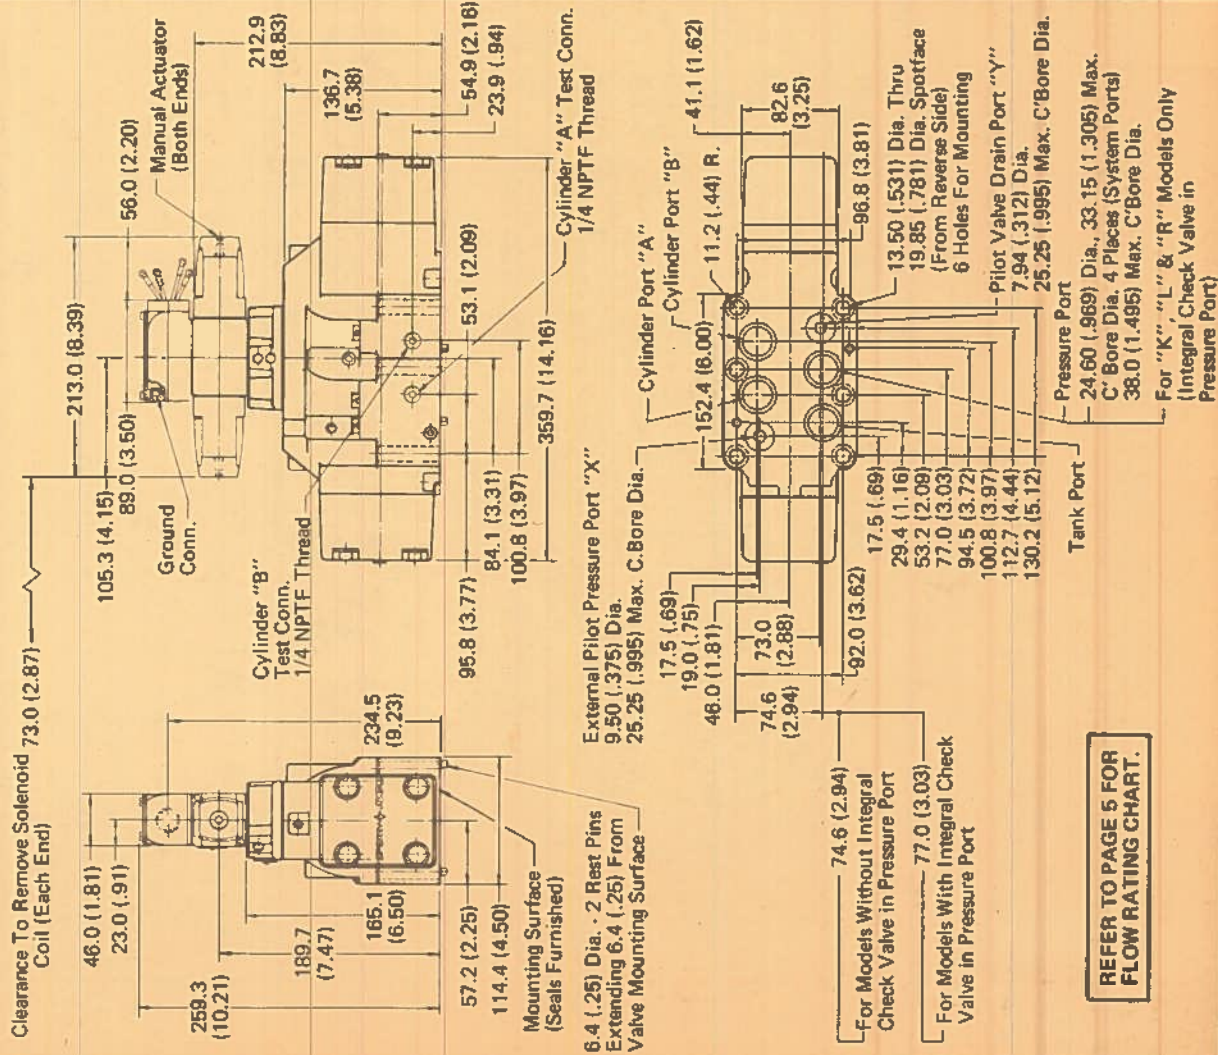 Clearance To Remove Solenoid
Coil (Each End)
73.0 (2.87)
213.0 (8.39)
105.3 (4.15)
89.0 (3.50)
56.0 (2.20)
Manual Actuator
(Both Ends)
Ground
Conn.
212.9
(8.83)
136.7
(5.38)
54.9 (2.16)
23.9 (.94)
Cylinder "B"
Test Conn.
1/4 NPTF Thread
Cylinder "A" Test Conn.
1/4 NPTF Thread
53.1 (2.09)
95.8 (3.77)
84.1 (3.31)
100.8 (3.97)
359.7 (14.16)
46.0 (1.81)
23.0 (.91)
259.3
(10.21)
189.7
(7.47)
165.1
(6.50)
234.5
(9.23)
57.2 (2.25)
114.4 (4.50)
Mounting Surface
(Seals Furnished)
6.4 (.25) Dia. - 2 Rest Pins
Extending 6.4 (.25) From
Valve Mounting Surface
External Pilot Pressure Port "X"
9.50 (.375) Dia.
25.25 (.995) Max. C.Bore Dia.
Cylinder Port "A"
Cylinder Port "B"
152.4 (6.00)
11.2 (.44) R.
41.1 (1.62)
82.6
(3.25)
96.8 (3.81)
17.5 (.69)
19.0 (.75)
46.0 (1.81)
73.0
(2.88)
74.6
(2.94)
92.0 (3.62)
17.5 (.69)
29.4 (1.16)
53.2 (2.09)
77.0 (3.03)
94.5 (3.72)
100.8 (3.97)
112.7 (4.44)
130.2 (5.12)
13.50 (.531) Dia. Thru
19.85 (.781) Dia. Spotface
(From Reverse Side)
6 Holes For Mounting
Pilot Valve Drain Port "Y"
7.94 (.312) Dia.
25.25 (.995) Max. C'Bore Dia.
Tank Port
Pressure Port
24.60 (.969) Dia., 33.15 (1.305) Max.
C' Bore Dia. 4 Places (System Ports)
38.0 (1.495) Max. C'Bore Dia.
For "K", "L" & "R" Models Only
(Integral Check Valve in
Pressure Port)
74.6 (2.94)
For Models Without Integral
Check Valve in Pressure Port
77.0 (3.03)
For Models With Integral Check
Valve in Pressure Port
REFER TO PAGE 5 FOR
FLOW RATING CHART.